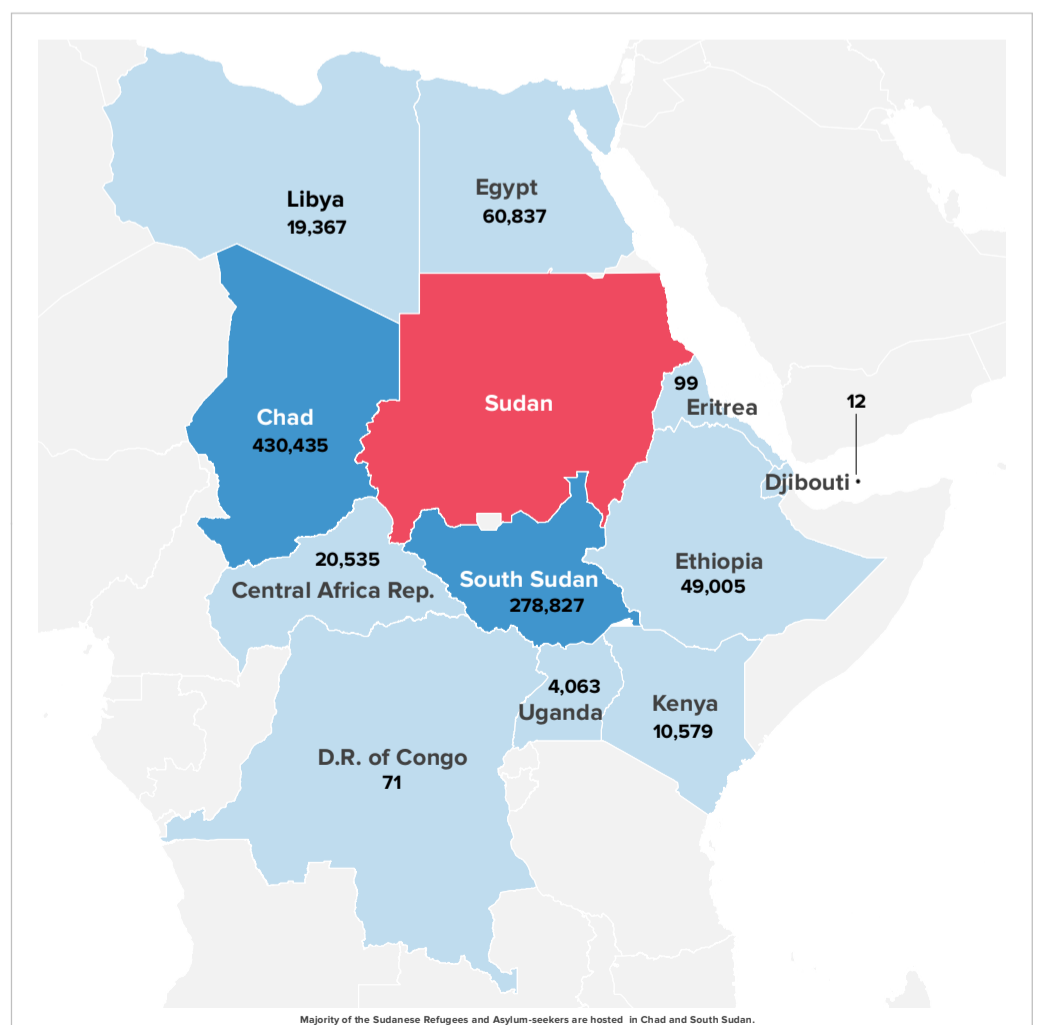 Libya
19,367
Egypt
60,837
Chad
430,435
Sudan
99
Eritrea
12
Djibouti
20,535
Central Africa Rep.
South Sudan
278,827
Ethiopia
49,005
4,063
Uganda
Kenya
10,579
D.R. of Congo
71
Majority of the Sudanese Refugees and Asylum-seekers are hosted in Chad and South Sudan.